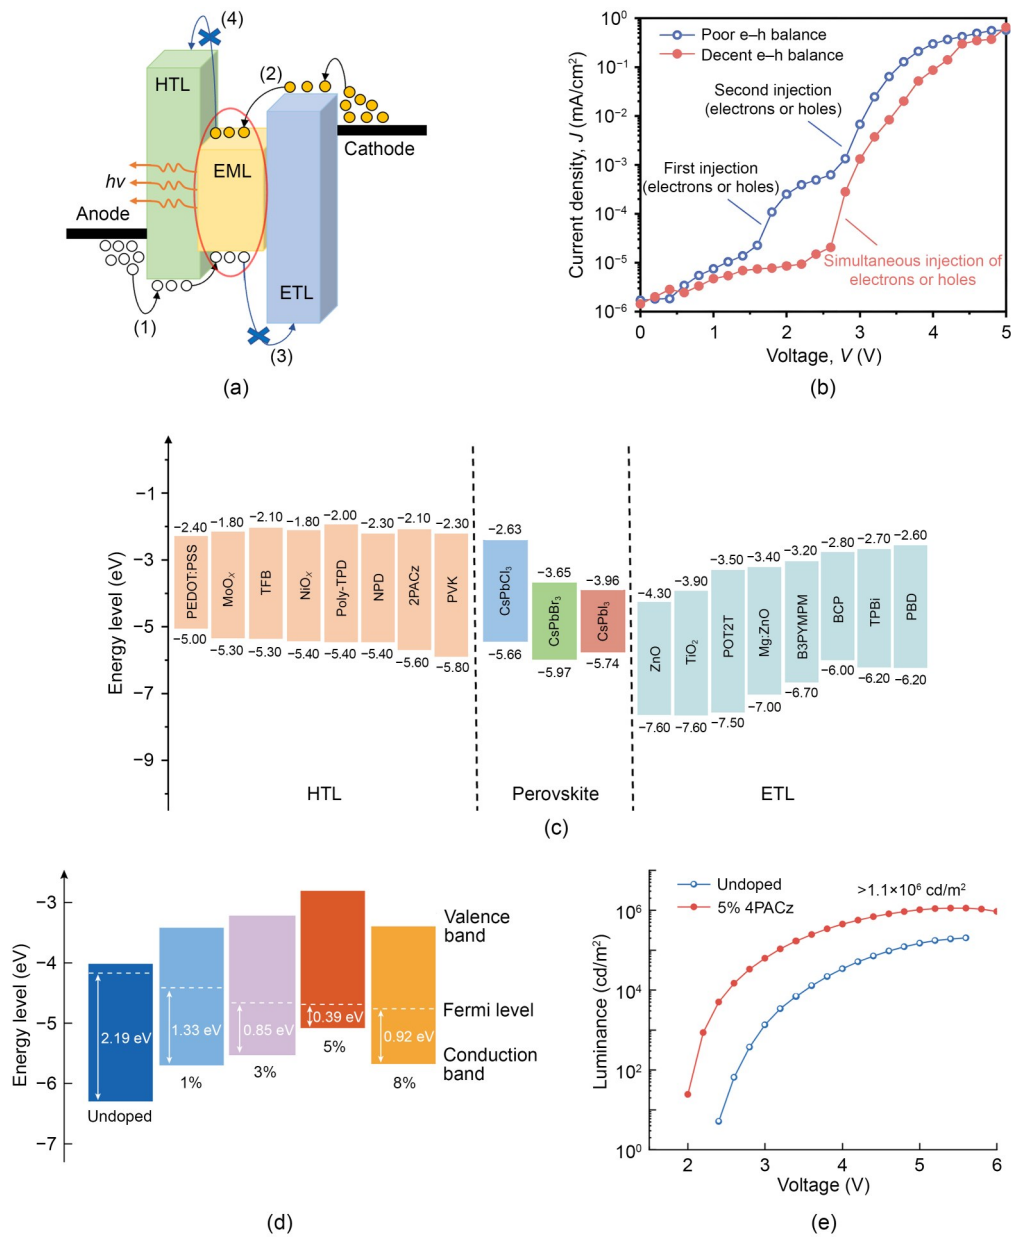 (4)
HTL
(2)
Cathode
EML
hv
Anode
ETL
(1)
(3)
(a)
10⁰
10⁻¹
10⁻²
10⁻³
10⁻⁴
10⁻⁵
10⁻⁶
Current density, J (mA/cm²)
Poor e–h balance
Decent e–h balance
Second injection
(electrons or holes)
First injection
(electrons or holes)
Simultaneous injection of
electrons or holes
0 1 2 3 4 5
Voltage, V (V)
(b)
Energy level (eV)
−1
−3
−5
−7
−9
−2.40 −1.80 −2.10 −1.80 −2.00 −2.30 −2.10 −2.30
PEDOT:PSS MoOₓ TFB NiOₓ Poly-TPD NPD 2PACz PVK
−5.00 −5.30 −5.30 −5.40 −5.40 −5.40 −5.60 −5.80
HTL
−2.63 −3.65 −3.96
CsPbCl₃ CsPbBr₃ CsPbI₃
−5.66 −5.97 −5.74
Perovskite
−4.30 −3.90 −3.50 −3.40 −3.20 −2.80 −2.70 −2.60
ZnO TiO₂ POT2T Mg:ZnO B3PYMPM BCP TPBi PBD
−7.60 −7.60 −7.50 −7.00 −6.70 −6.00 −6.20 −6.20
ETL
(c)
Energy level (eV)
−3
−4
−5
−6
−7
2.19 eV
1.33 eV
0.85 eV
0.39 eV
0.92 eV
Undoped
1%
3%
5%
8%
Valence
band
Fermi level
Conduction
band
(d)
Luminance (cd/m²)
10⁶
10⁴
10²
10⁰
Undoped
5% 4PACz
>1.1×10⁶ cd/m²
2 3 4 5 6
Voltage (V)
(e)